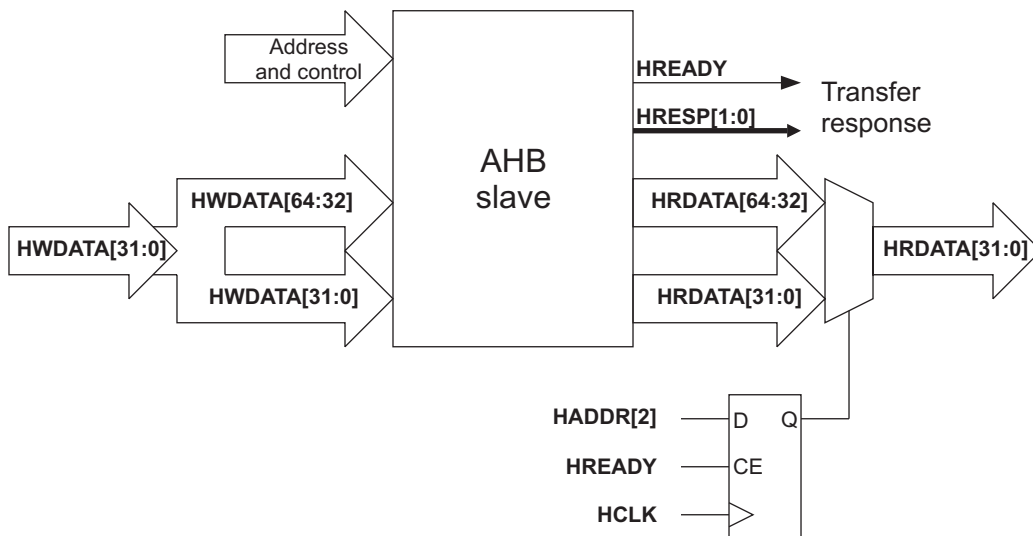 Address
and control
HREADY
HRESP[1:0]
Transfer
response
AHB
slave
HWDATA[64:32]
HRDATA[64:32]
HWDATA[31:0]
HRDATA[31:0]
HWDATA[31:0]
HRDATA[31:0]
HADDR[2]
D
Q
HREADY
CE
HCLK